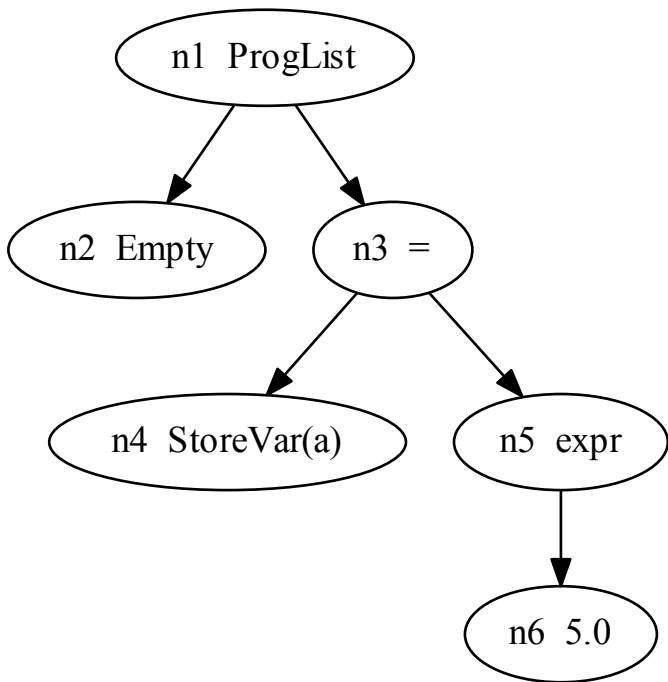 n1 ProgList
n2 Empty
n3 =
n4 StoreVar(a)
n5 expr
n6 5.0